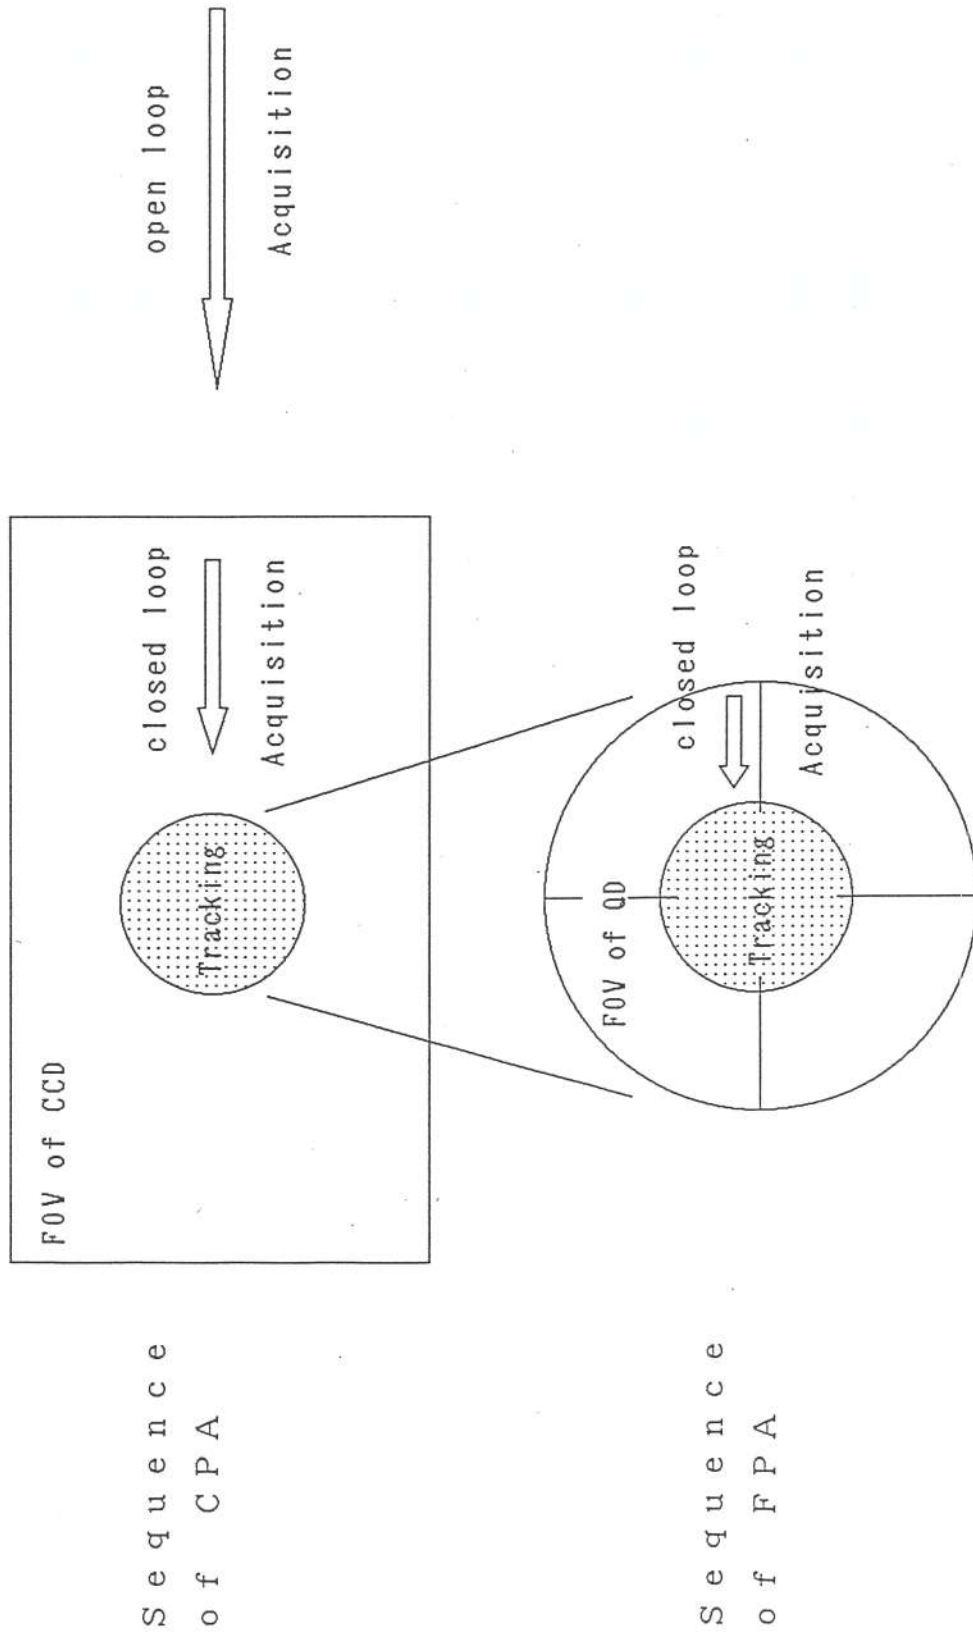 Sequence
of CPA
FOV of CCD
Tracking
closed loop
Acquisition
open loop
Acquisition
Sequence
of FPA
FOV of QD
Tracking
closed loop
Acquisition